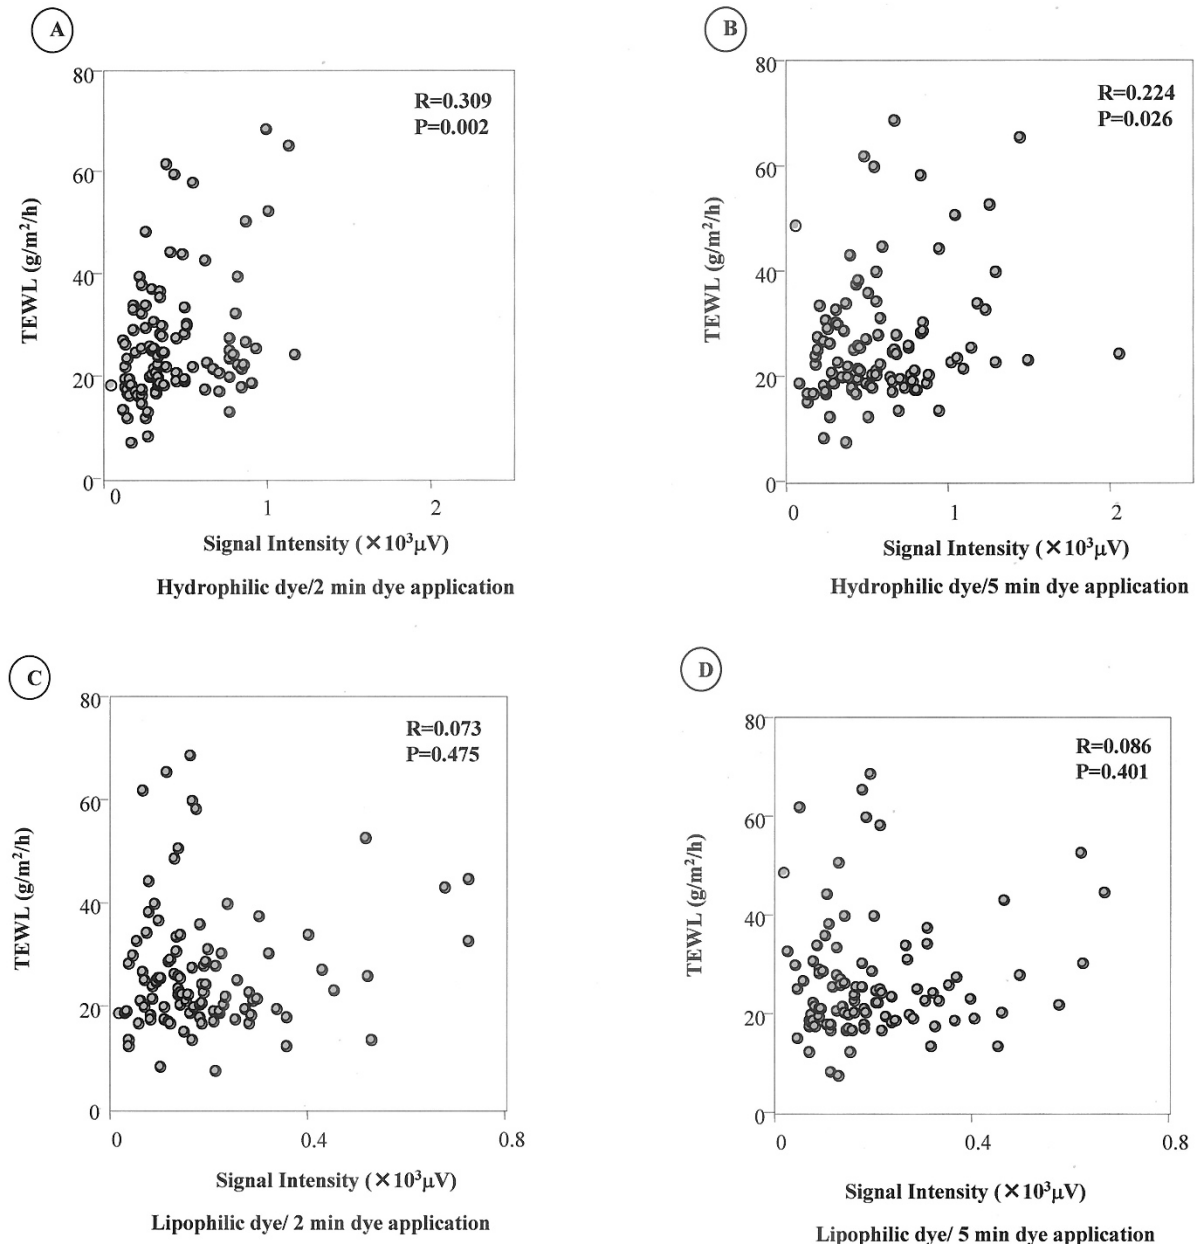 A
80
60
40
20
0
TEWL (g/m²/h)
R=0.309
P=0.002
0 1 2
Signal Intensity (×10³μV)
Hydrophilic dye/2 min dye application
B
80
60
40
20
0
TEWL (g/m²/h)
R=0.224
P=0.026
0 1 2
Signal Intensity (×10³μV)
Hydrophilic dye/5 min dye application
C
80
60
40
20
0
TEWL (g/m²/h)
R=0.073
P=0.475
0 0.4 0.8
Signal Intensity (×10³μV)
Lipophilic dye/ 2 min dye application
D
80
60
40
20
0
TEWL (g/m²/h)
R=0.086
P=0.401
0 0.4 0.8
Signal Intensity (×10³μV)
Lipophilic dye/ 5 min dye application